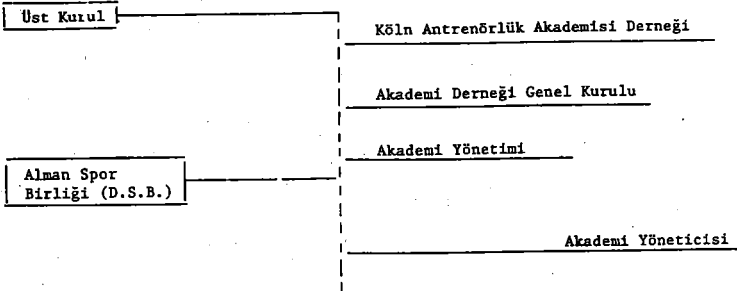 Üst Kurul
Köln Antrenörlük Akademisi Derneği
Akademi Derneği Genel Kurulu
Akademi Yönetimi
Alman Spor
Birliği (D.S.B.)
Akademi Yöneticisi